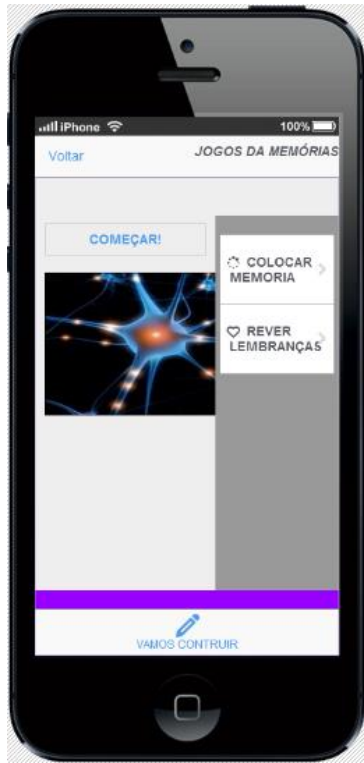 iPhone 100%
Voltar JOGOS DA MEMÓRIAS
COMEÇAR!
COLOCAR
MEMORIA
REVER
LEMBRANÇAS
VAMOS CONTRUIR